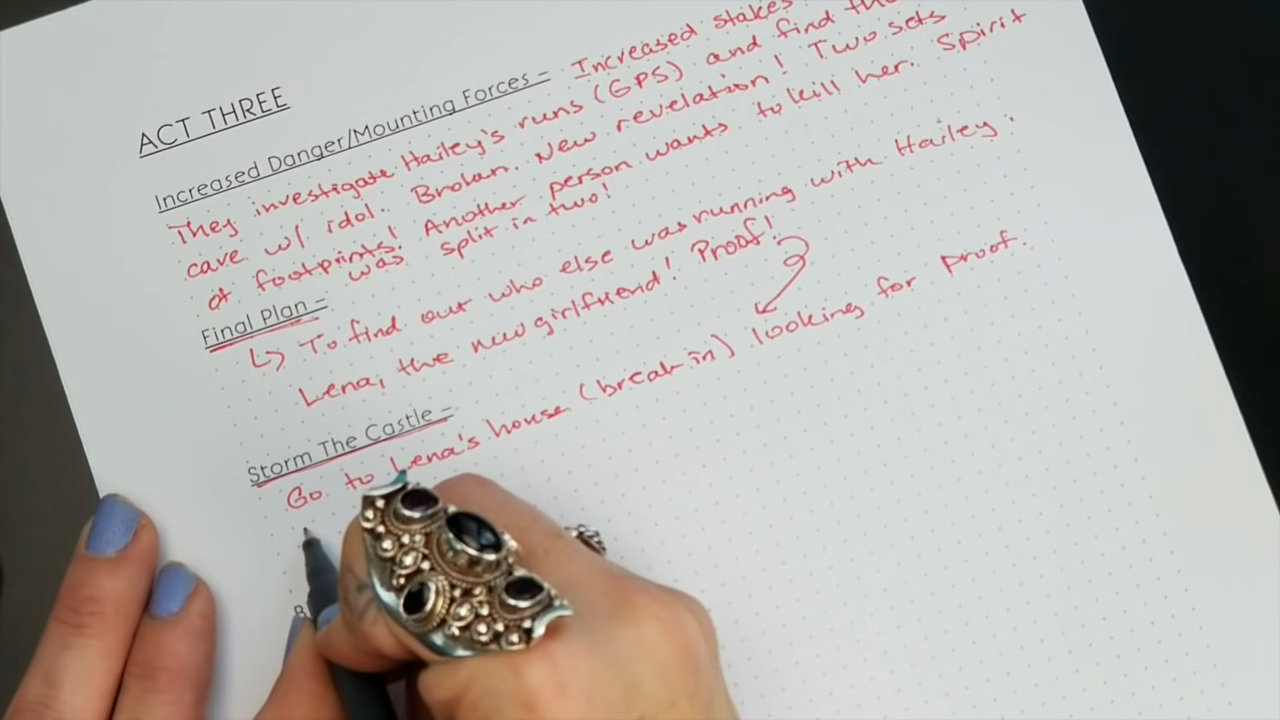 ACT THREE
Increased Danger/Mounting Forces = Increased stakes
They investigate Hailey's runs (GPS) and find the
cave w/ idol. Broken. New revelation! Two sets
of footprints! Another person wants to kill her. Spirit
was split in two!
Final Plan =
↳ To find out who else was running with Hailey.
Lena, the new girlfriend! Proof!
Storm The Castle =
Go to Lena's house (break in) looking for proof.